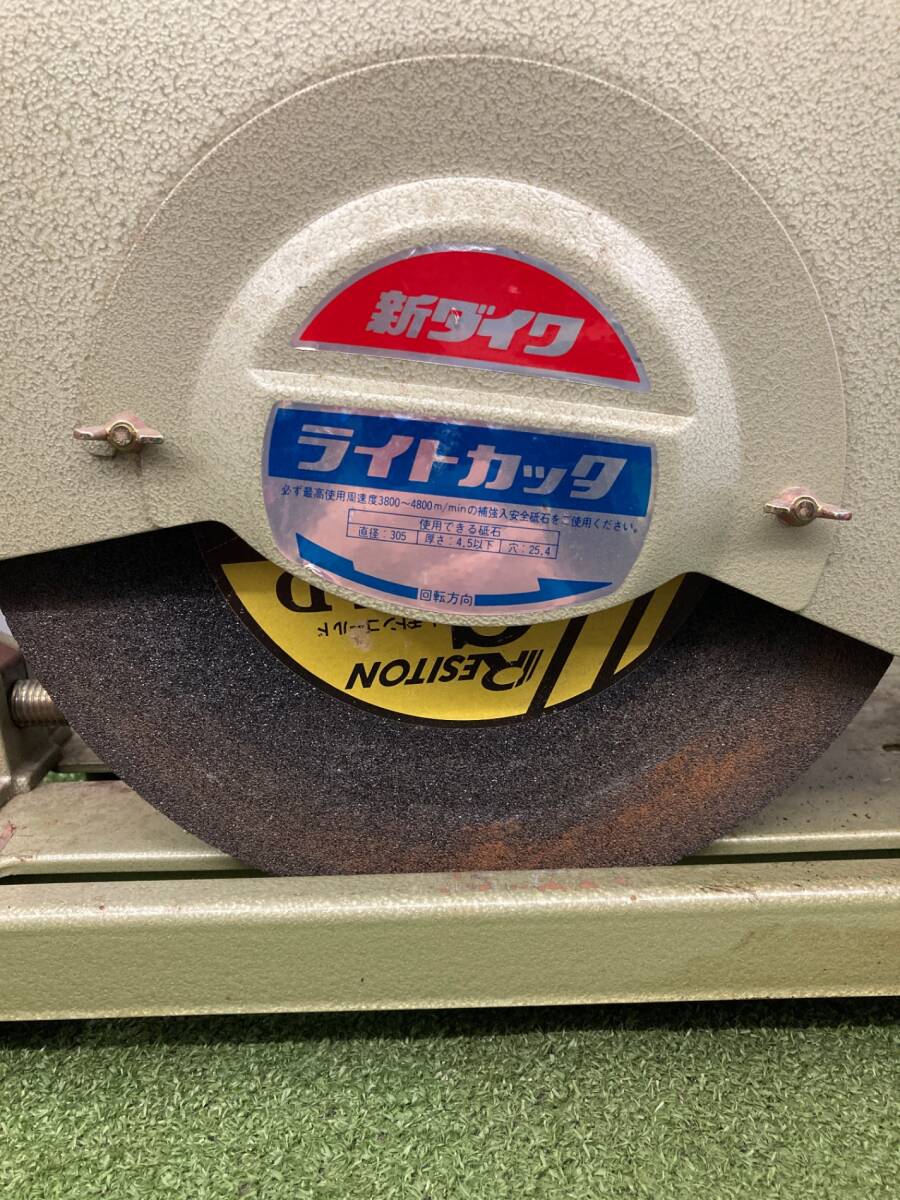 新ダイワ
ライトカッタ
必ず最高使用周速度3800～4800m/minの補強入安全砥石をご使用ください。
使用できる砥石
直径:305 厚さ:4.5以下 穴:25.4
回転方向
RESITON